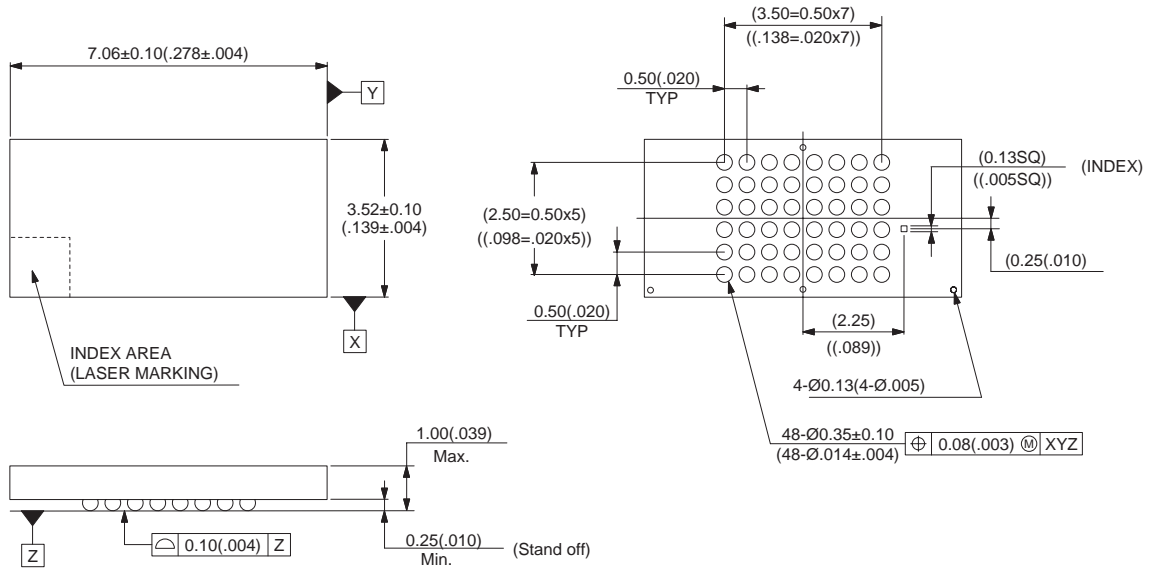 7.06±0.10(.278±.004)
Y
3.52±0.10
(.139±.004)
X
INDEX AREA
(LASER MARKING)
1.00(.039)
Max.
0.10(.004) Z
Z
0.25(.010)
Min.
(Stand off)
(3.50=0.50x7)
((.138=.020x7))
0.50(.020)
TYP
(2.50=0.50x5)
((.098=.020x5))
0.50(.020)
TYP
(0.13SQ)
((.005SQ))
(INDEX)
(0.25(.010)
(2.25)
((.089))
4-Ø0.13(4-Ø.005)
48-Ø0.35±0.10
(48-Ø.014±.004)
⌖ 0.08(.003) Ⓜ XYZ